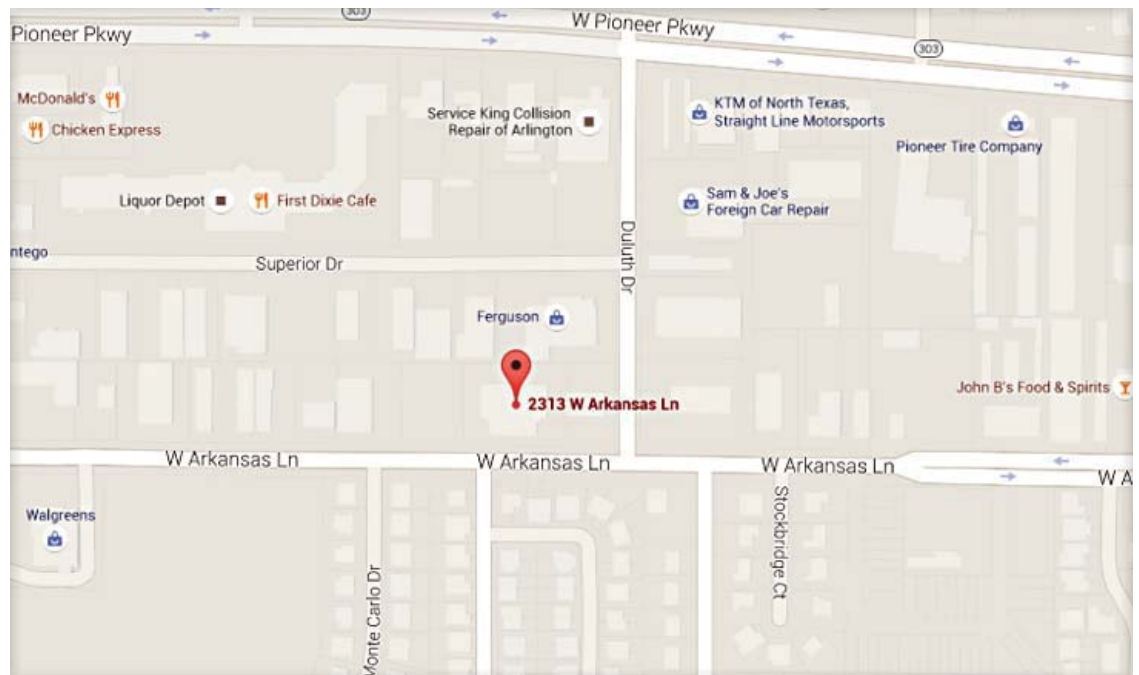 303
W Pioneer Pkwy
Pioneer Pkwy
303
McDonald's
Chicken Express
Service King Collision
Repair of Arlington
KTM of North Texas,
Straight Line Motorsports
Pioneer Tire Company
Liquor Depot
First Dixie Cafe
Sam & Joe's
Foreign Car Repair
ntego
Superior Dr
Duluth Dr
Ferguson
John B's Food & Spirits
2313 W Arkansas Ln
W Arkansas Ln
W Arkansas Ln
W Arkansas Ln
W A
Walgreens
Stockbridge Ct
Monte Carlo Dr